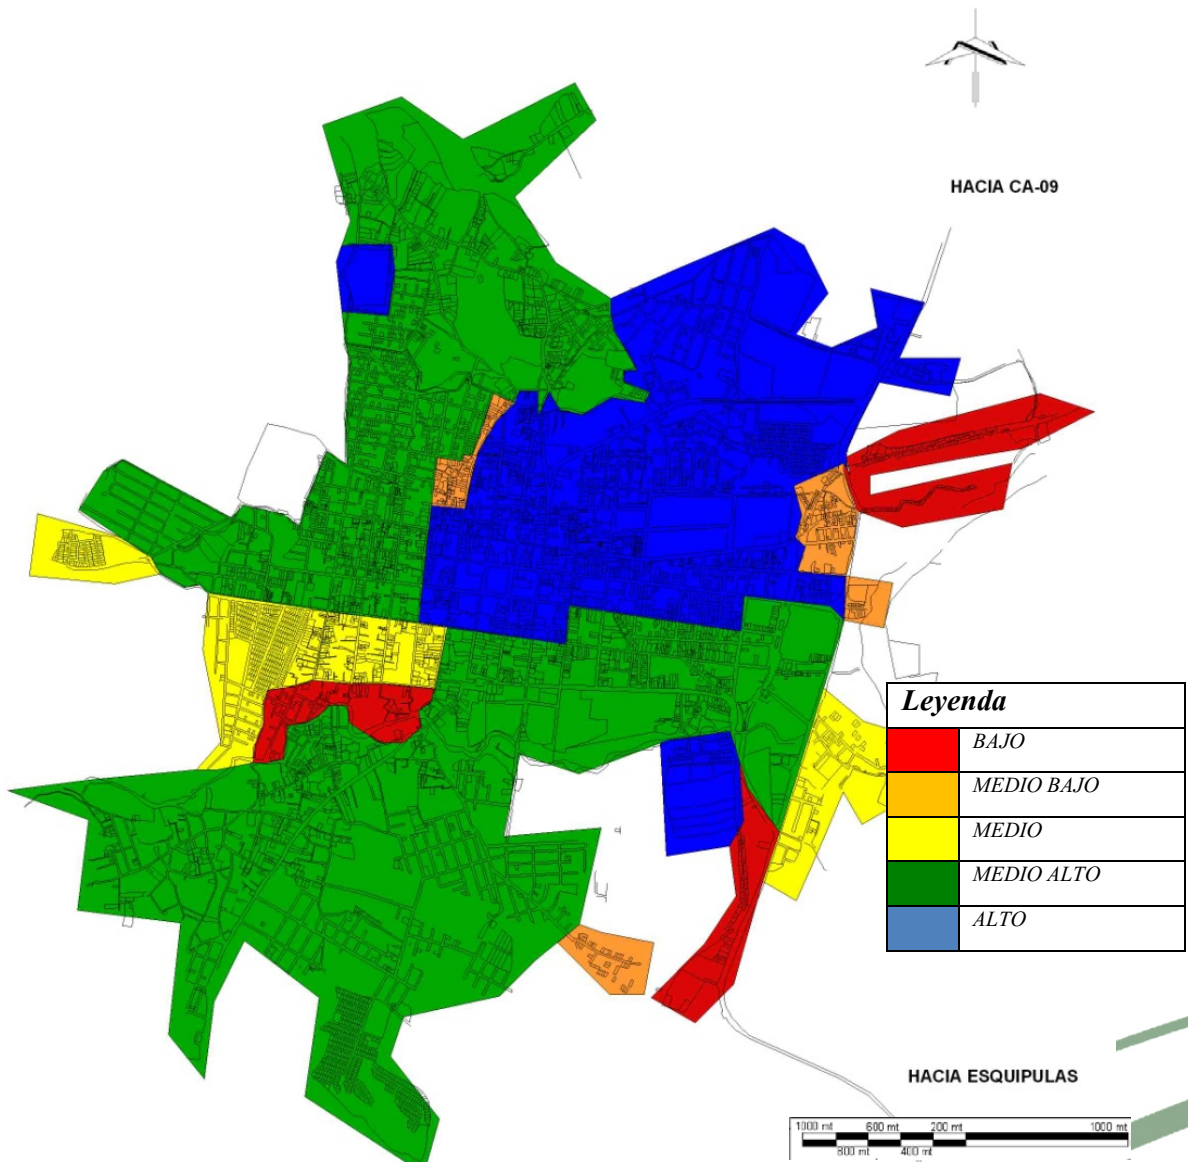 HACIA CA-09
Leyenda
BAJO
MEDIO BAJO
MEDIO
MEDIO ALTO
ALTO
HACIA ESQUIPULAS
1000 mt 600 mt 200 mt 1000 mt
800 mt 400 mt